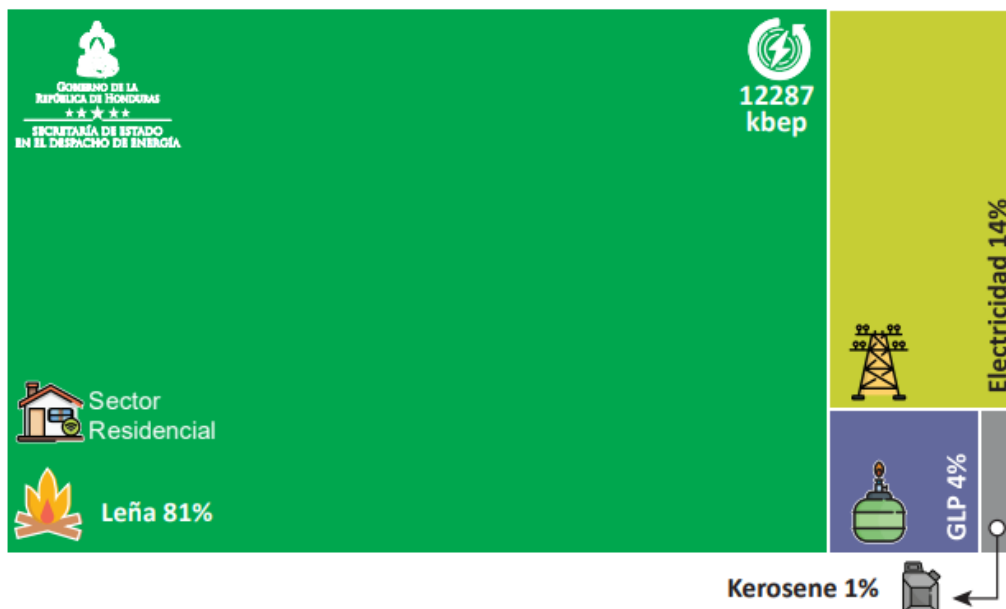 GOBIERNO DE LA
REPÚBLICA DE HONDURAS
SECRETARÍA DE ESTADO
EN EL DESPACHO DE ENERGÍA
12287
kbep
Electricidad 14%
Sector
Residencial
Leña 81%
GLP 4%
Kerosene 1%